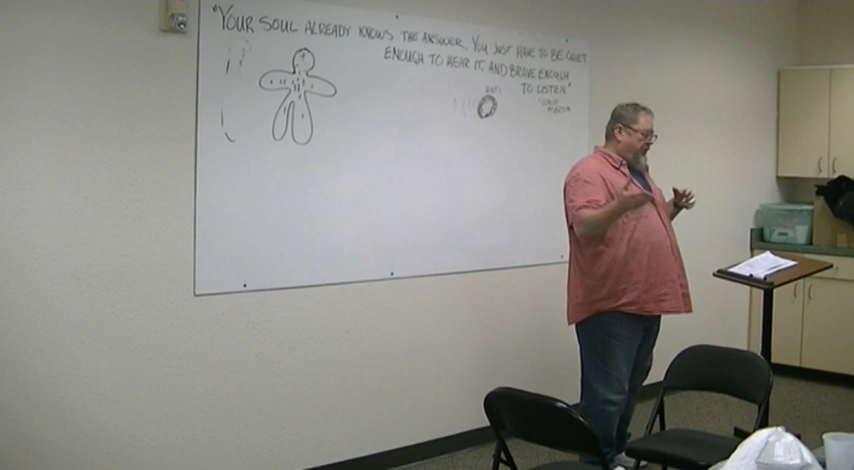 "YOUR SOUL ALREADY KNOWS THE ANSWER. YOU JUST HAVE TO BE QUIET
ENOUGH TO HEAR IT, AND BRAVE ENOUGH
TO LISTEN."